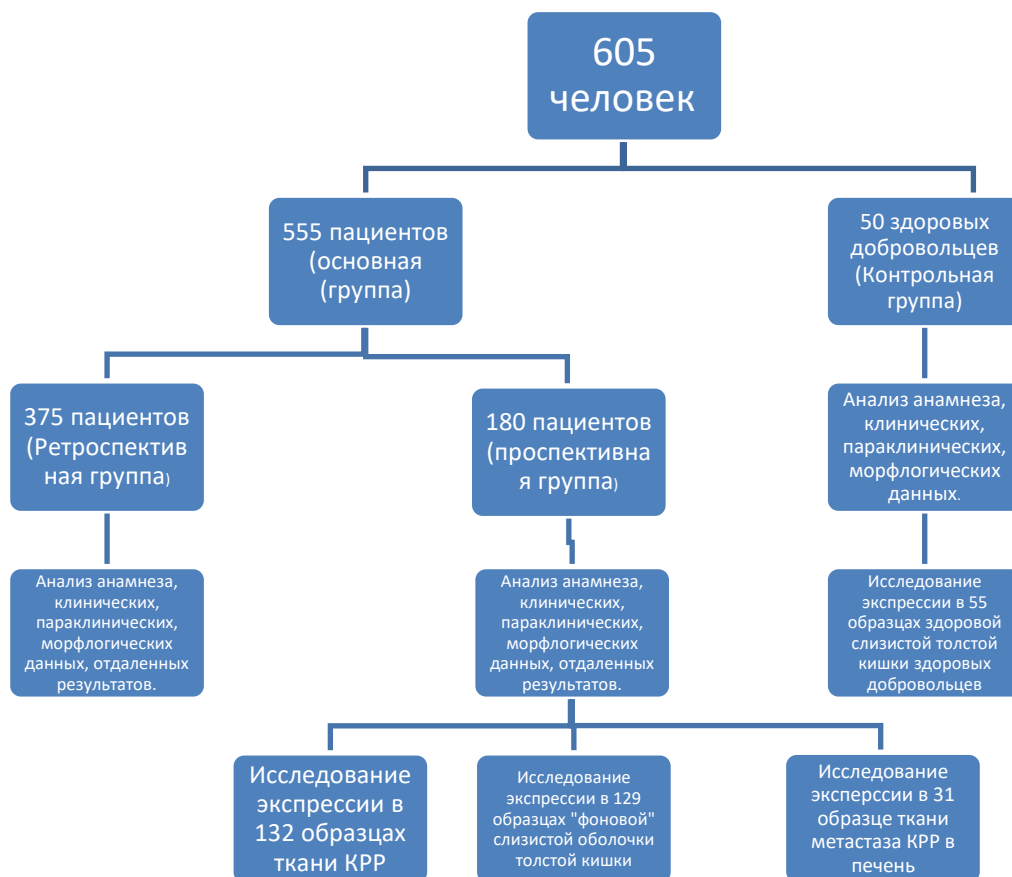 605
человек
555 пациентов
(основная
(группа)
50 здоровых
добровольцев
(Контрольная
группа)
375 пациентов
(Ретроспектив
ная группа)
180 пациентов
(проспективна
я группа)
Анализ анамнеза,
клинических,
параклинических,
морфлогических
данных.
Анализ анамнеза,
клинических,
параклинических,
морфлогических
данных, отдаленных
результатов.
Анализ анамнеза,
клинических,
параклинических,
морфлогических
данных, отдаленных
результатов.
Исследование
экспрессии в 55
образцах здоровой
слизистой толстой
кишки здоровых
добровольцев
Исследование
экспрессии в
132 образцах
ткани КРР
Исследование
экспрессии в 129
образцах "фоновой"
слизистой оболочки
толстой кишки
Исследование
эксперссии в 31
образце ткани
метастаза КРР в
печень